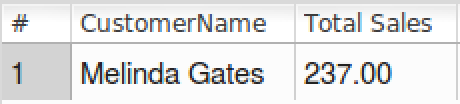 # CustomerName Total Sales
1 Melinda Gates 237.00